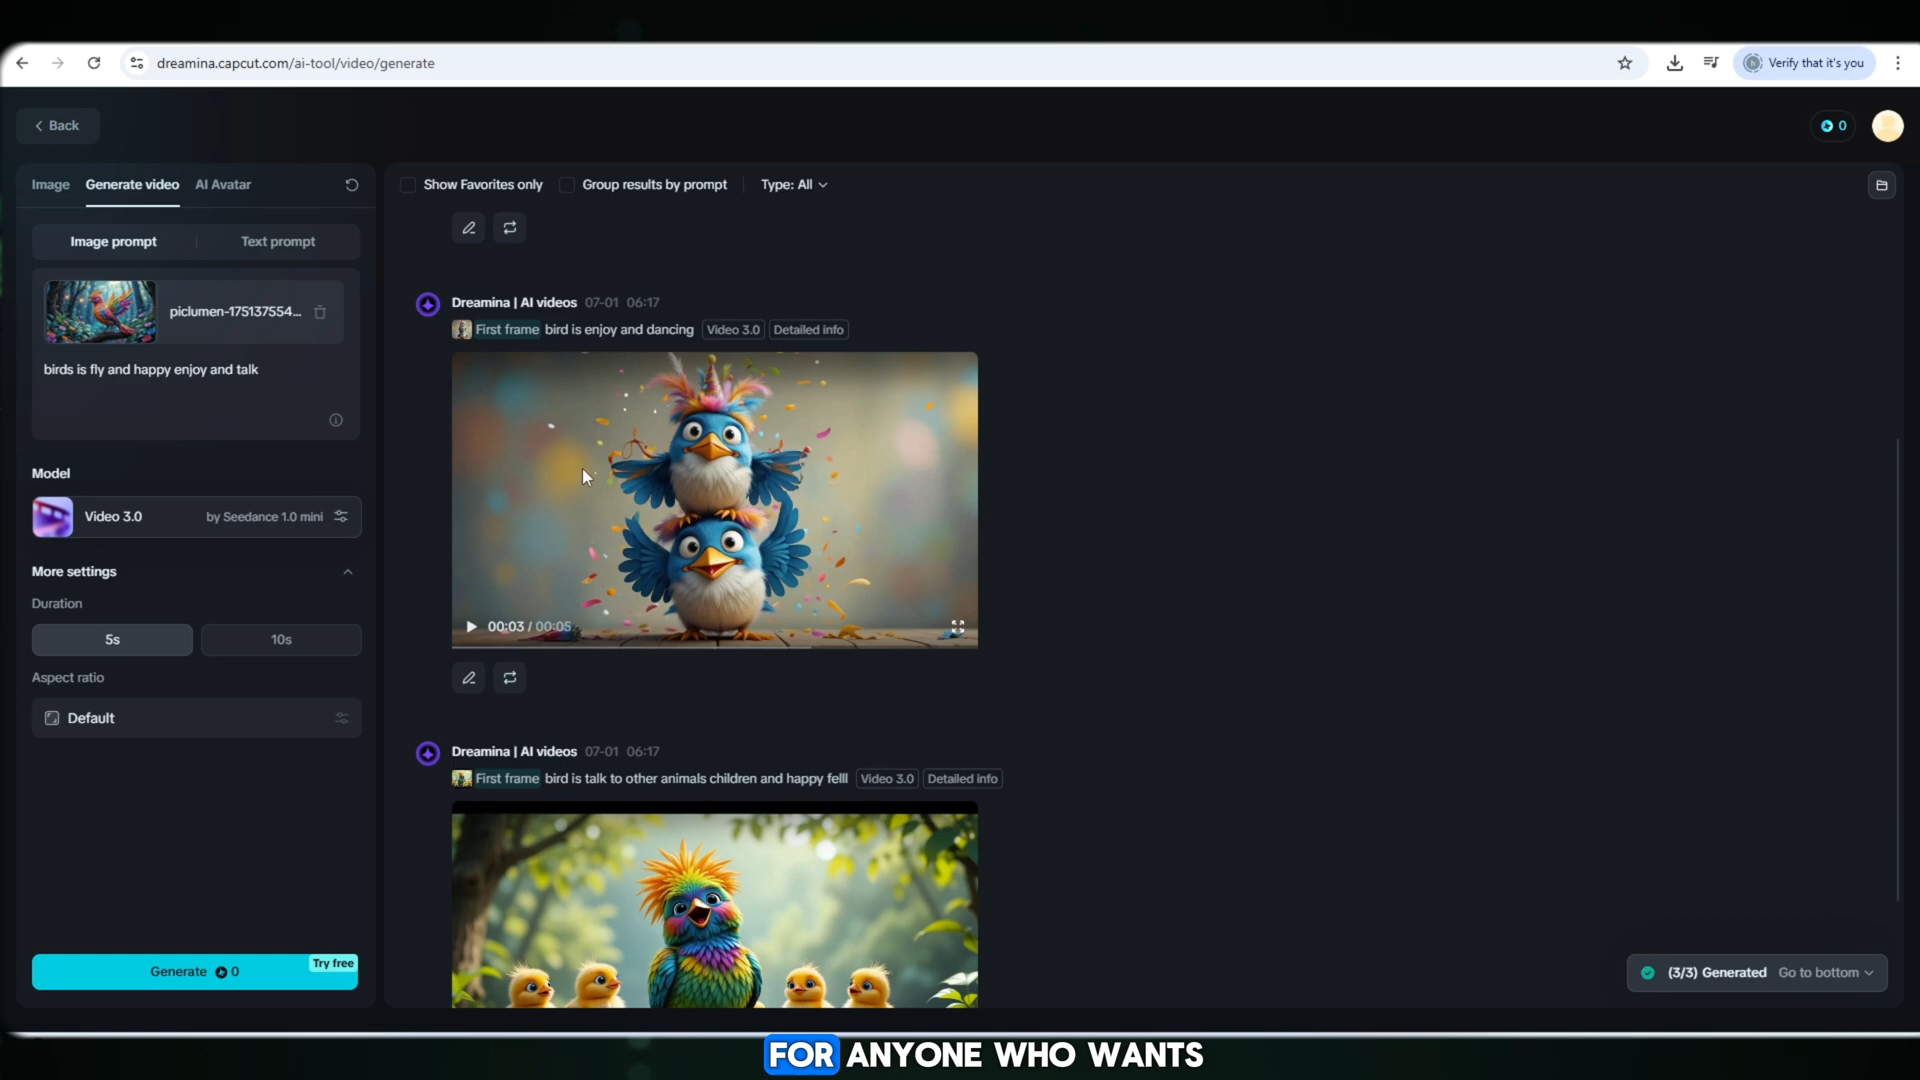 dreamina.capcut.com/ai-tool/video/generate
Verify that it's you
Back
0
Image Generate video AI Avatar
Show Favorites only Group results by prompt Type: All
Image prompt Text prompt
piclumen-175137554...
birds is fly and happy enjoy and talk
Dreamina | AI videos 07-01 06:17
First frame bird is enjoy and dancing Video 3.0 Detailed info
00:03 / 00:05
Model
Video 3.0 by Seedance 1.0 mini
More settings
Duration
5s 10s
Aspect ratio
Default
Dreamina | AI videos 07-01 06:17
First frame bird is talk to other animals children and happy felll Video 3.0 Detailed info
Try free
Generate 0
(3/3) Generated Go to bottom
FOR ANYONE WHO WANTS